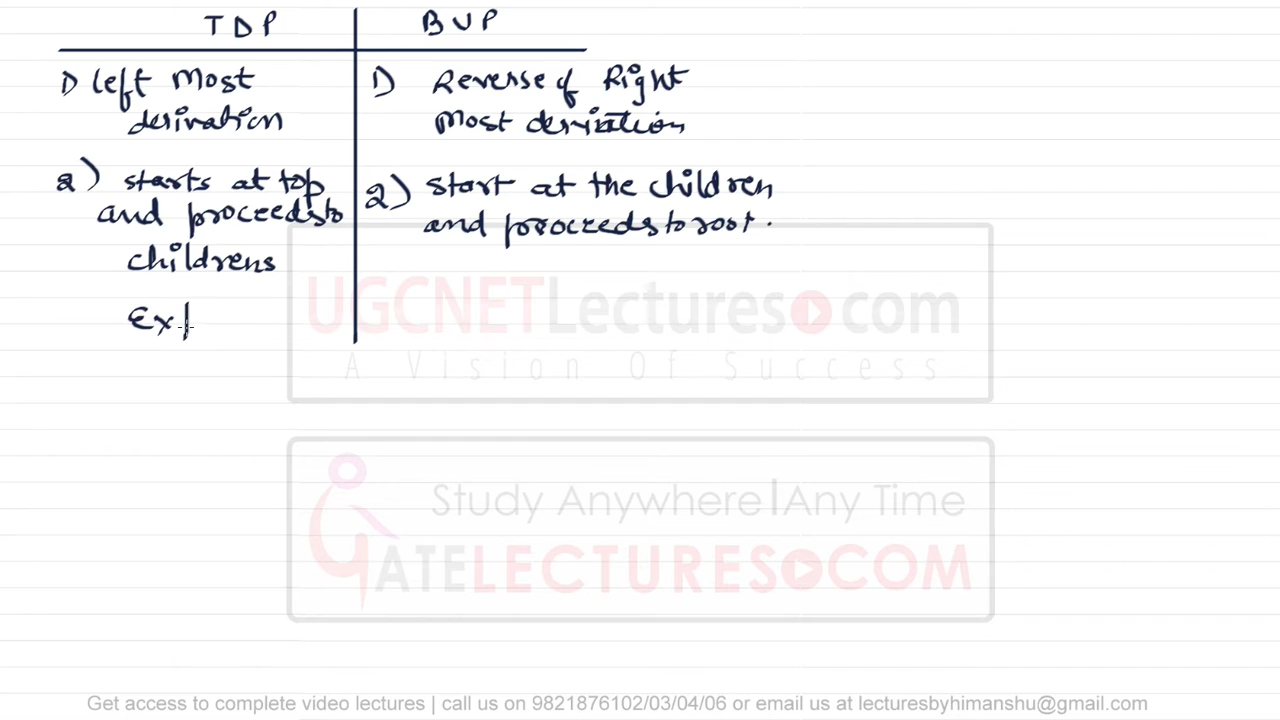 TDP
BUP
1) left Most
derivation
1) Reverse of Right
Most derivation
2) starts at top
and proceeds to
childrens
2) start at the children
and proceeds to root.
Ex|
UGCNETLectures.com
A Vision Of Success
Study Anywhere|Any Time
GATELECTURES.COM
Get access to complete video lectures | call us on 9821876102/03/04/06 or email us at lecturesbyhimanshu@gmail.com